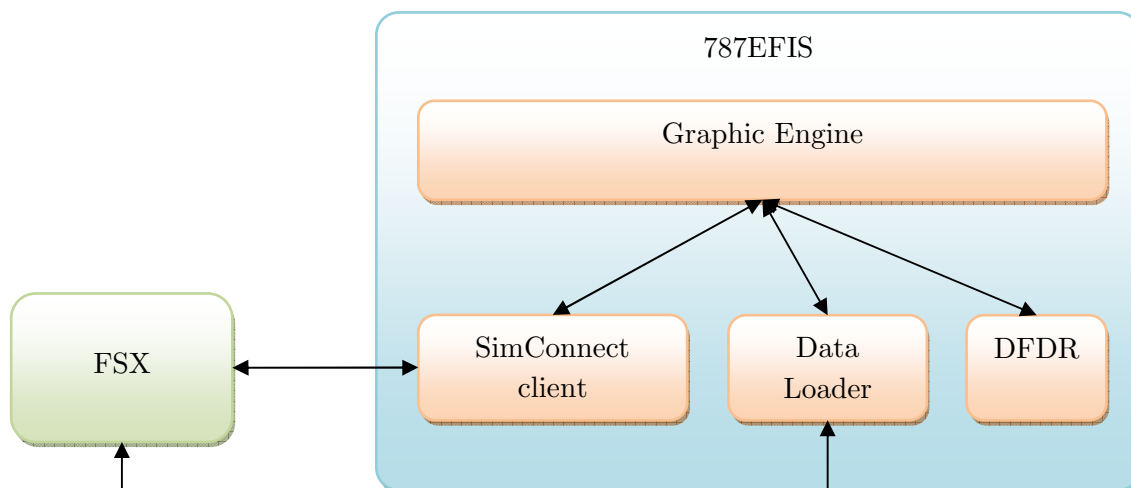 787EFIS
Graphic Engine
FSX
SimConnect
client
Data
Loader
DFDR